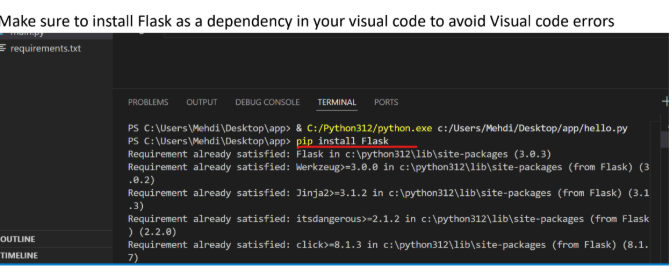 Make sure to install Flask as a dependency in your visual code to avoid Visual code errors
main.py
requirements.txt
PROBLEMS OUTPUT DEBUG CONSOLE TERMINAL PORTS
PS C:\Users\Mehdi\Desktop\app> & C:/Python312/python.exe c:/Users/Mehdi/Desktop/app/hello.py
PS C:\Users\Mehdi\Desktop\app> pip install Flask
Requirement already satisfied: Flask in c:\python312\lib\site-packages (3.0.3)
Requirement already satisfied: Werkzeug>=3.0.0 in c:\python312\lib\site-packages (from Flask) (3
.0.2)
Requirement already satisfied: Jinja2>=3.1.2 in c:\python312\lib\site-packages (from Flask) (3.1
.3)
Requirement already satisfied: itsdangerous>=2.1.2 in c:\python312\lib\site-packages (from Flask
) (2.2.0)
Requirement already satisfied: click>=8.1.3 in c:\python312\lib\site-packages (from Flask) (8.1.
7)
OUTLINE
TIMELINE